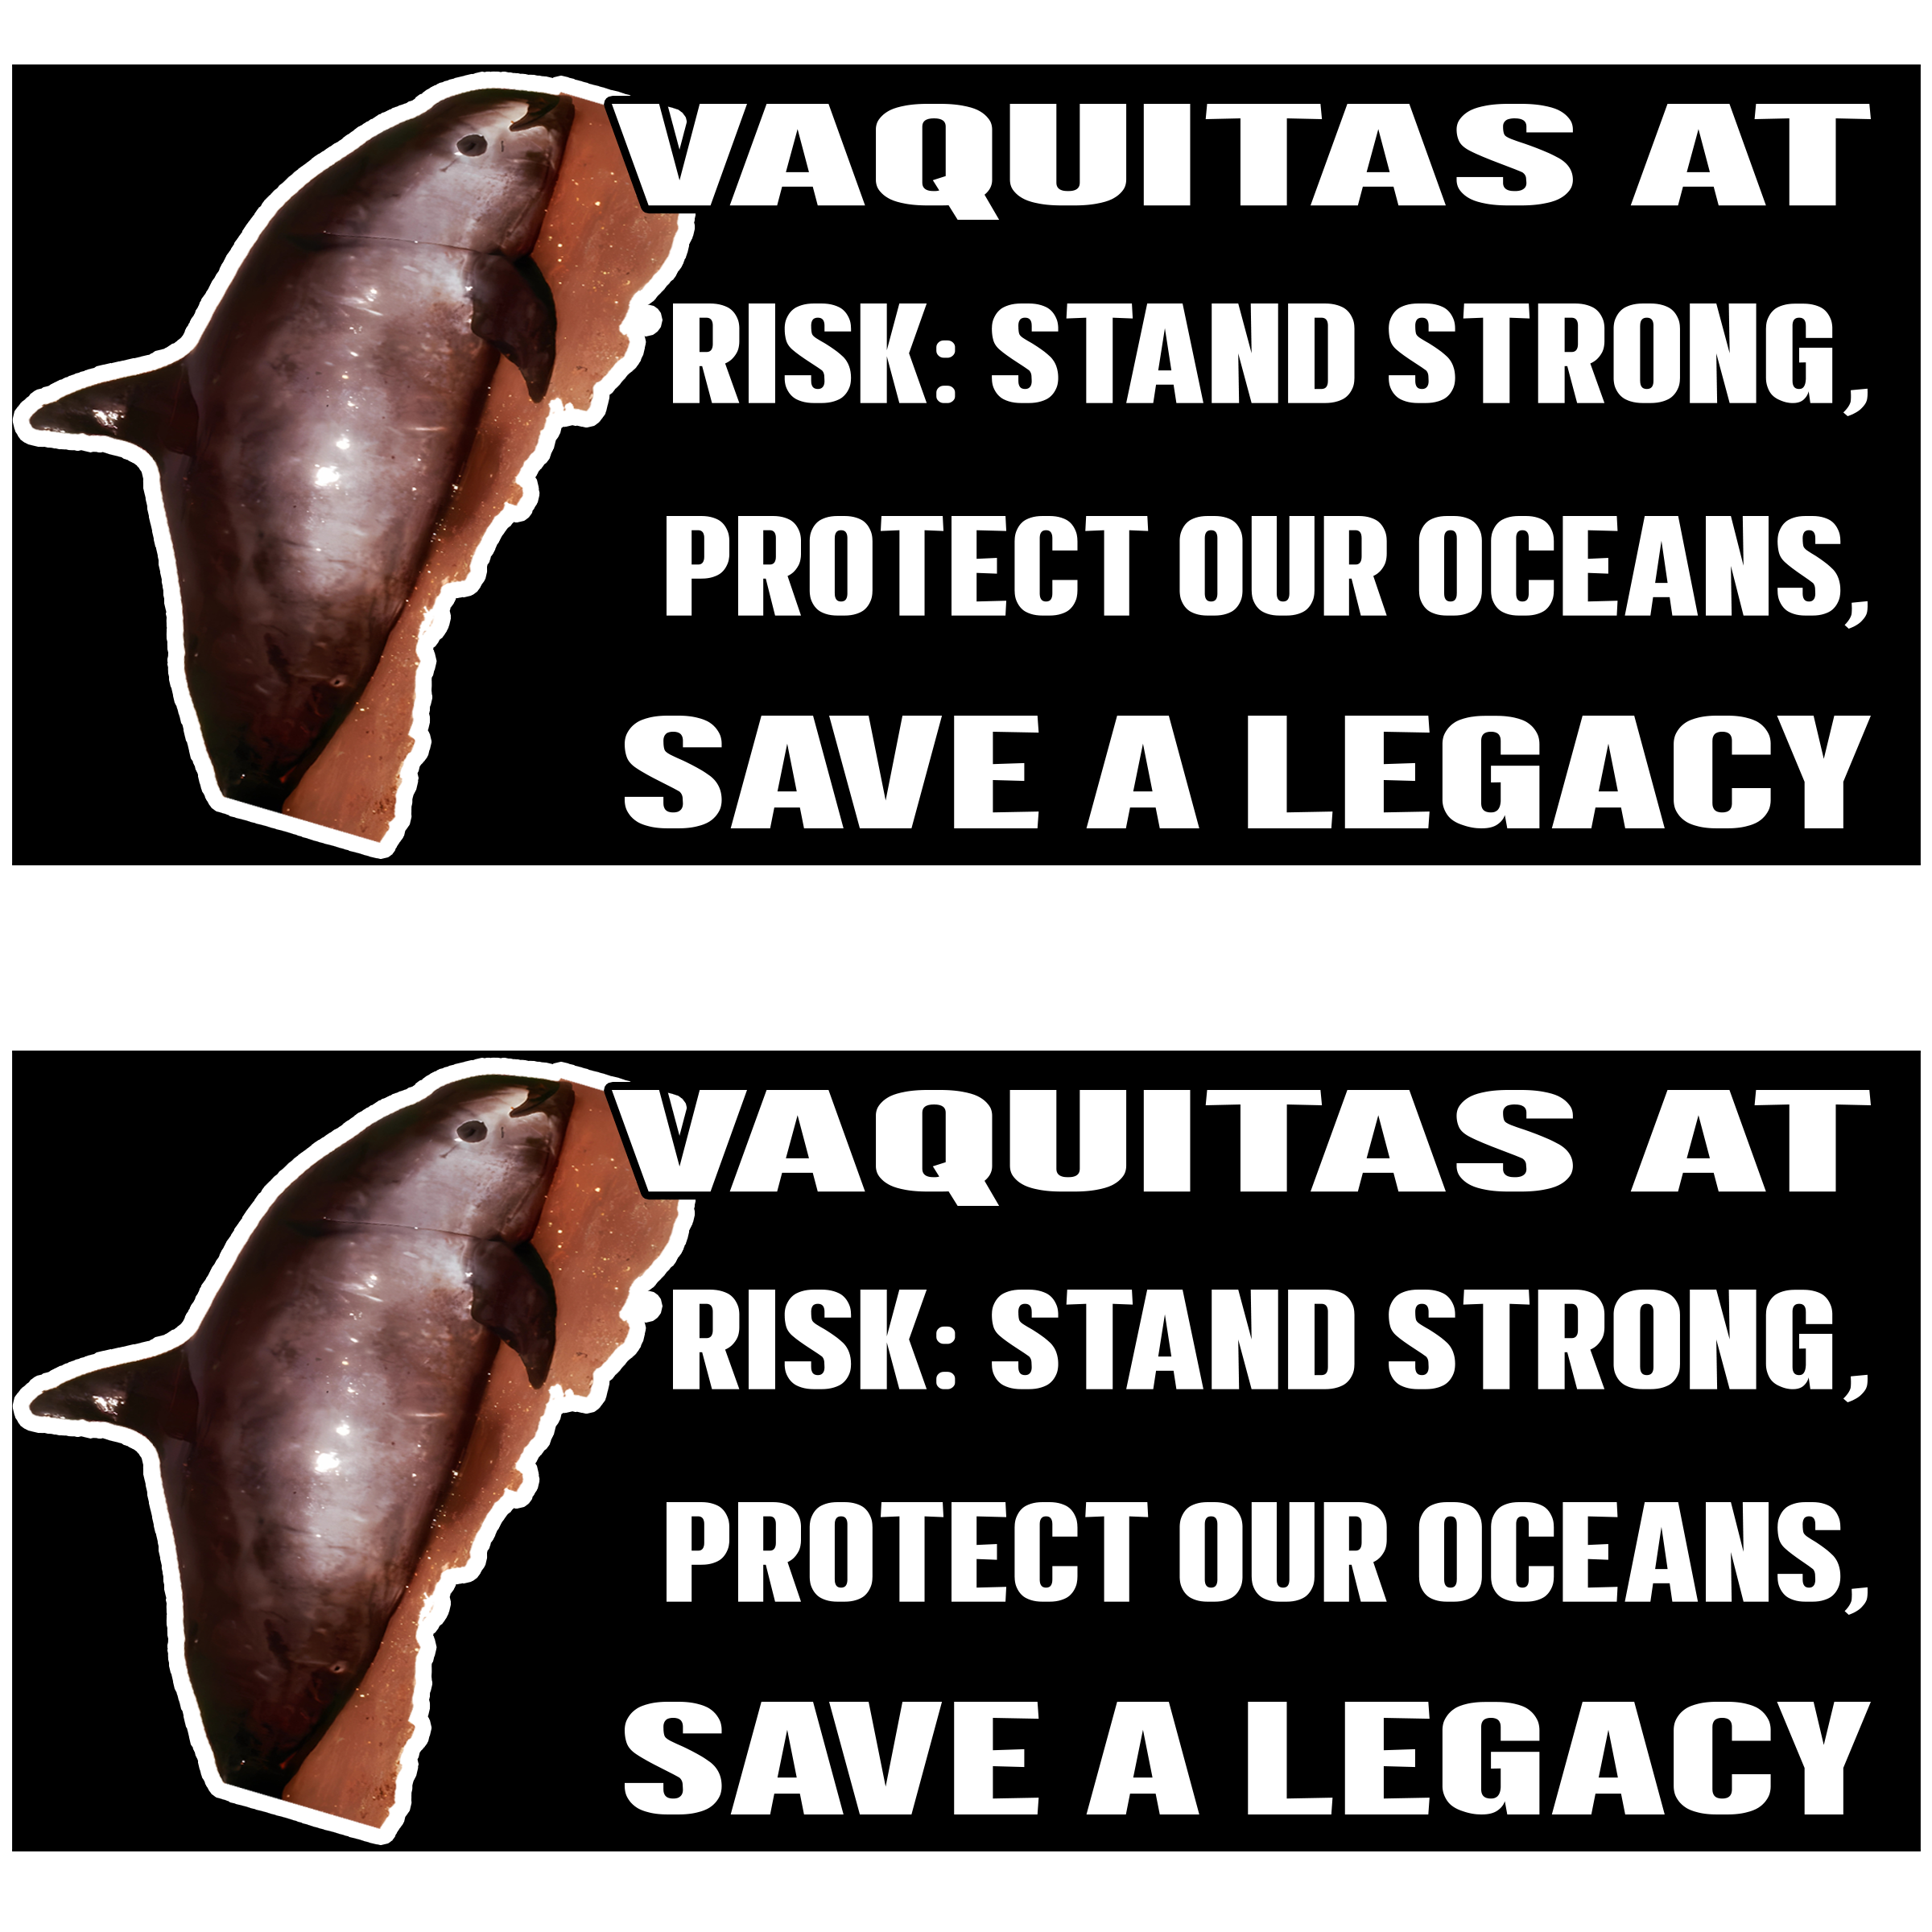 VAQUITAS AT
RISK: STAND STRONG,
PROTECT OUR OCEANS,
SAVE A LEGACY
VAQUITAS AT
RISK: STAND STRONG,
PROTECT OUR OCEANS,
SAVE A LEGACY